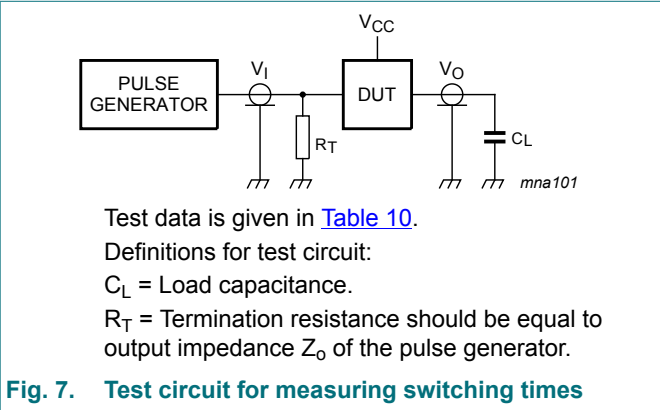 VCC
PULSE
GENERATOR
VI
DUT
VO
RT
CL
mna101
Test data is given in Table 10.
Definitions for test circuit:
CL = Load capacitance.
RT = Termination resistance should be equal to
output impedance Zo of the pulse generator.
Fig. 7. Test circuit for measuring switching times